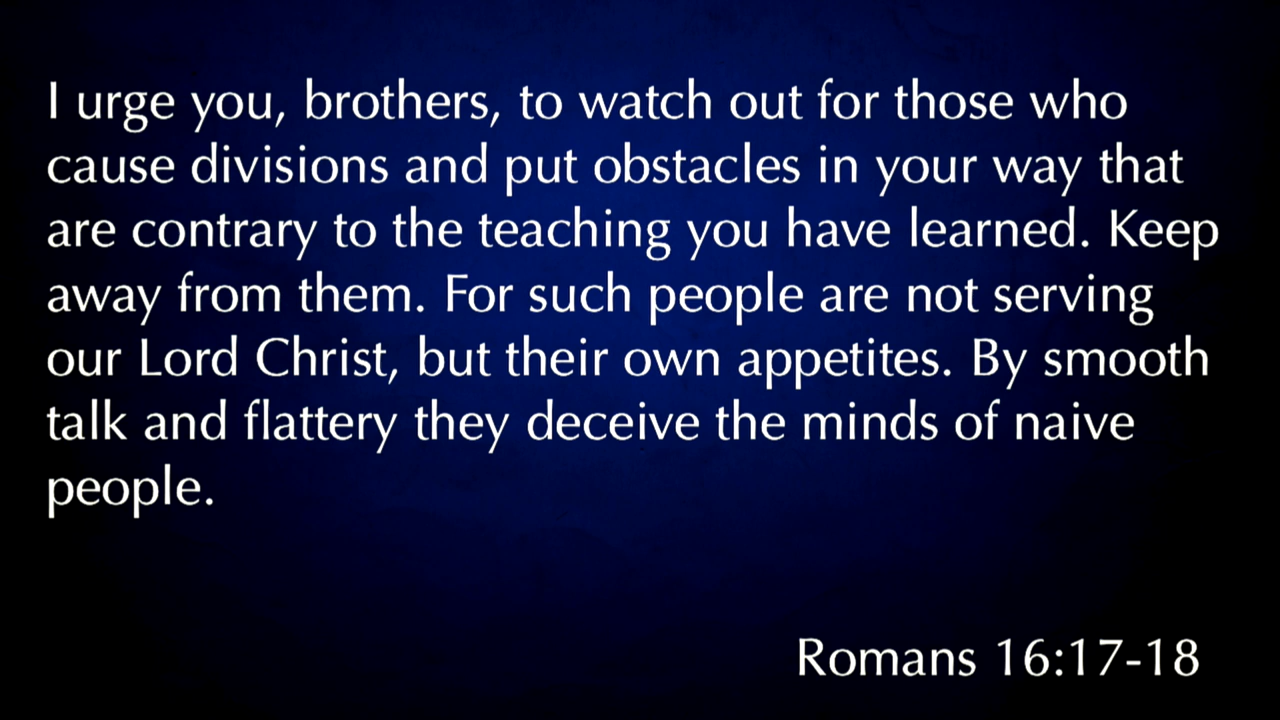 I urge you, brothers, to watch out for those who
cause divisions and put obstacles in your way that
are contrary to the teaching you have learned. Keep
away from them. For such people are not serving
our Lord Christ, but their own appetites. By smooth
talk and flattery they deceive the minds of naive
people.
Romans 16:17-18